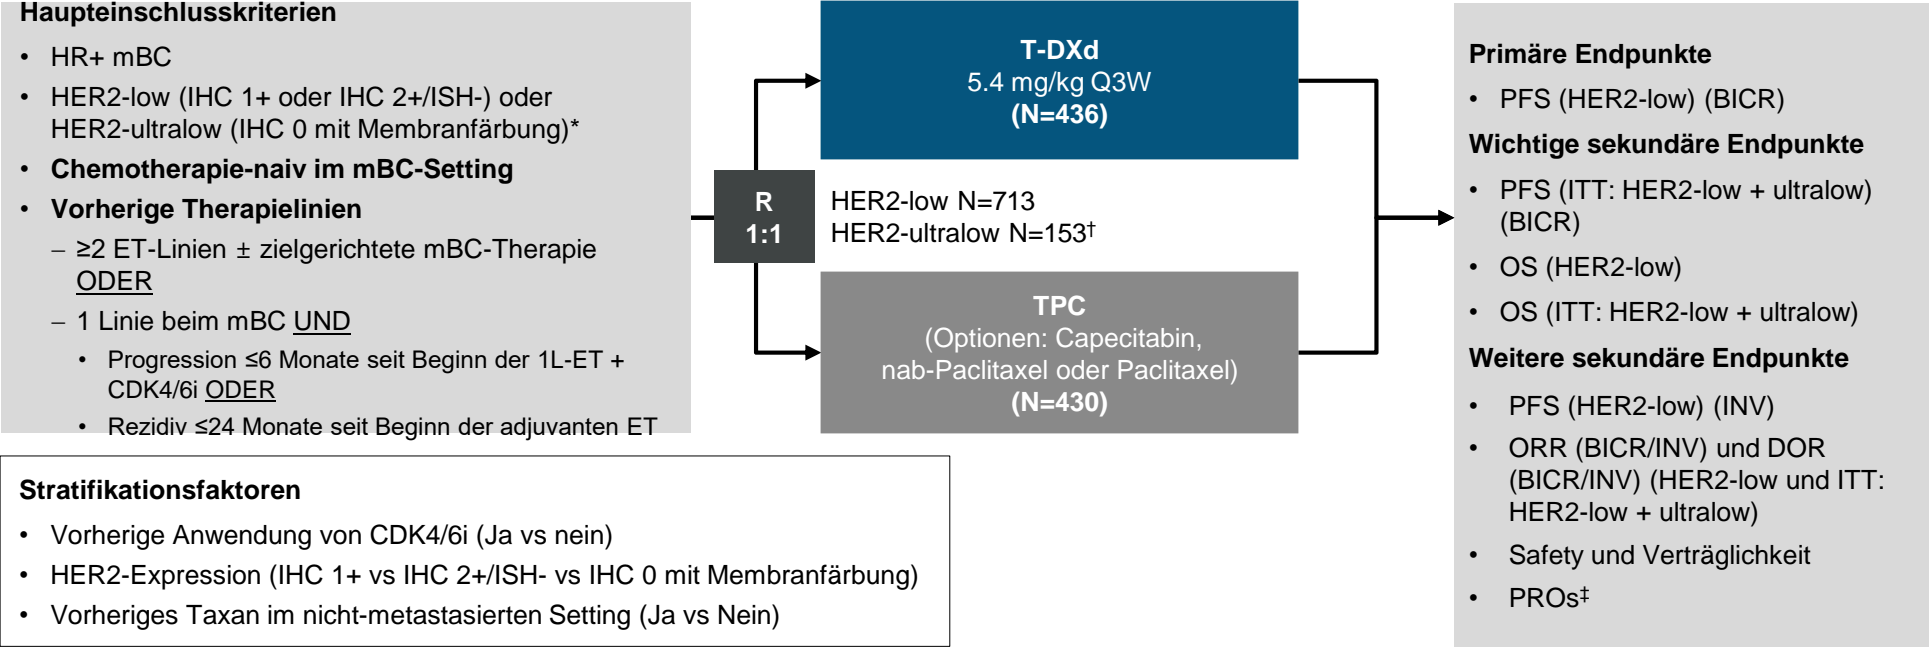 Haupteinschlusskriterien
• HR+ mBC
• HER2-low (IHC 1+ oder IHC 2+/ISH-) oder
HER2-ultralow (IHC 0 mit Membranfärbung)*
• Chemotherapie-naiv im mBC-Setting
• Vorherige Therapielinien
– ≥2 ET-Linien ± zielgerichtete mBC-Therapie
ODER
– 1 Linie beim mBC UND
• Progression ≤6 Monate seit Beginn der 1L-ET +
CDK4/6i ODER
• Rezidiv ≤24 Monate seit Beginn der adjuvanten ET
R
1:1
T-DXd
5.4 mg/kg Q3W
(N=436)
HER2-low N=713
HER2-ultralow N=153†
TPC
(Optionen: Capecitabin,
nab-Paclitaxel oder Paclitaxel)
(N=430)
Primäre Endpunkte
• PFS (HER2-low) (BICR)
Wichtige sekundäre Endpunkte
• PFS (ITT: HER2-low + ultralow)
(BICR)
• OS (HER2-low)
• OS (ITT: HER2-low + ultralow)
Weitere sekundäre Endpunkte
• PFS (HER2-low) (INV)
• ORR (BICR/INV) und DOR
(BICR/INV) (HER2-low und ITT:
HER2-low + ultralow)
• Safety und Verträglichkeit
• PROs‡
Stratifikationsfaktoren
• Vorherige Anwendung von CDK4/6i (Ja vs nein)
• HER2-Expression (IHC 1+ vs IHC 2+/ISH- vs IHC 0 mit Membranfärbung)
• Vorheriges Taxan im nicht-metastasierten Setting (Ja vs Nein)